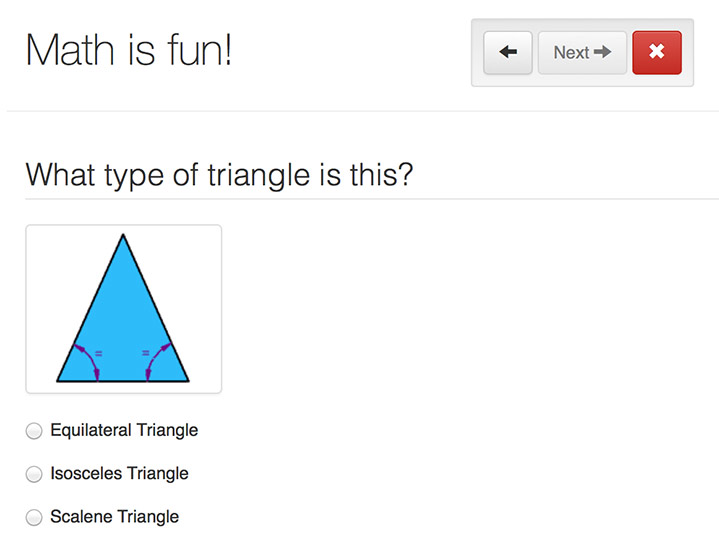 Math is fun!
Next
What type of triangle is this?
= =
Equilateral Triangle
Isosceles Triangle
Scalene Triangle